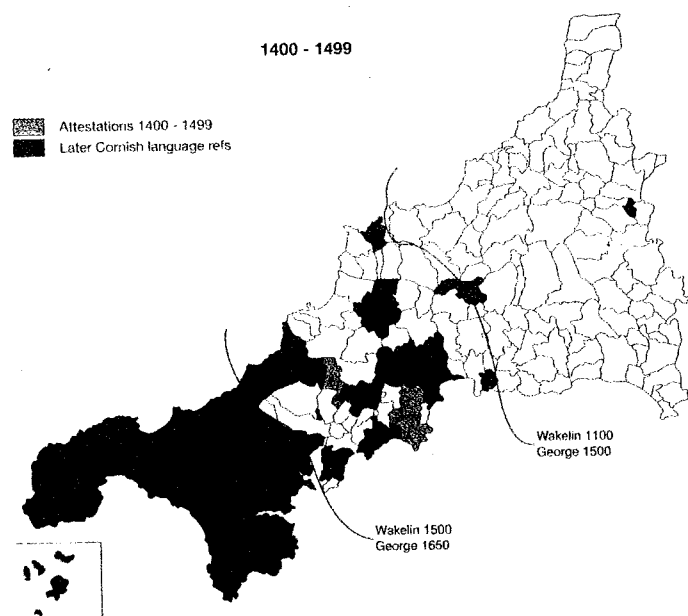 1400 - 1499
Attestations 1400 - 1499
Later Cornish language refs
Wakelin 1100
George 1500
Wakelin 1500
George 1650